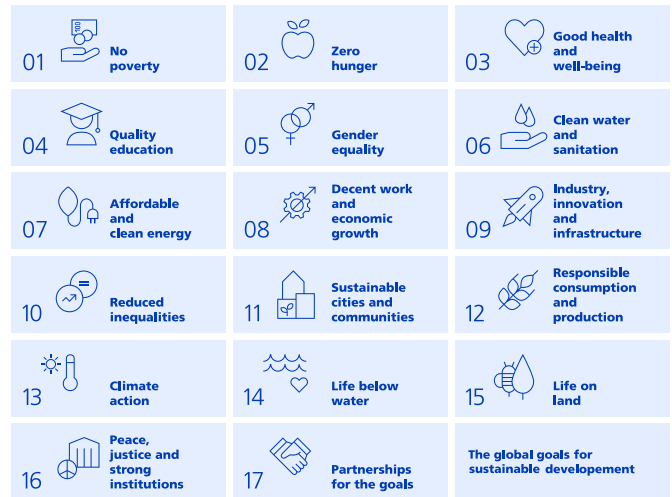 01
No
poverty
02
Zero
hunger
03
Good health
and
well-being
04
Quality
education
05
Gender
equality
06
Clean water
and
sanitation
07
Affordable
and
clean energy
08
Decent work
and
economic
growth
09
Industry,
innovation
and
infrastructure
10
Reduced
inequalities
11
Sustainable
cities and
communities
12
Responsible
consumption
and
production
13
Climate
action
14
Life below
water
15
Life on
land
16
Peace,
justice and
strong
institutions
17
Partnerships
for the goals
The global goals for
sustainable developement